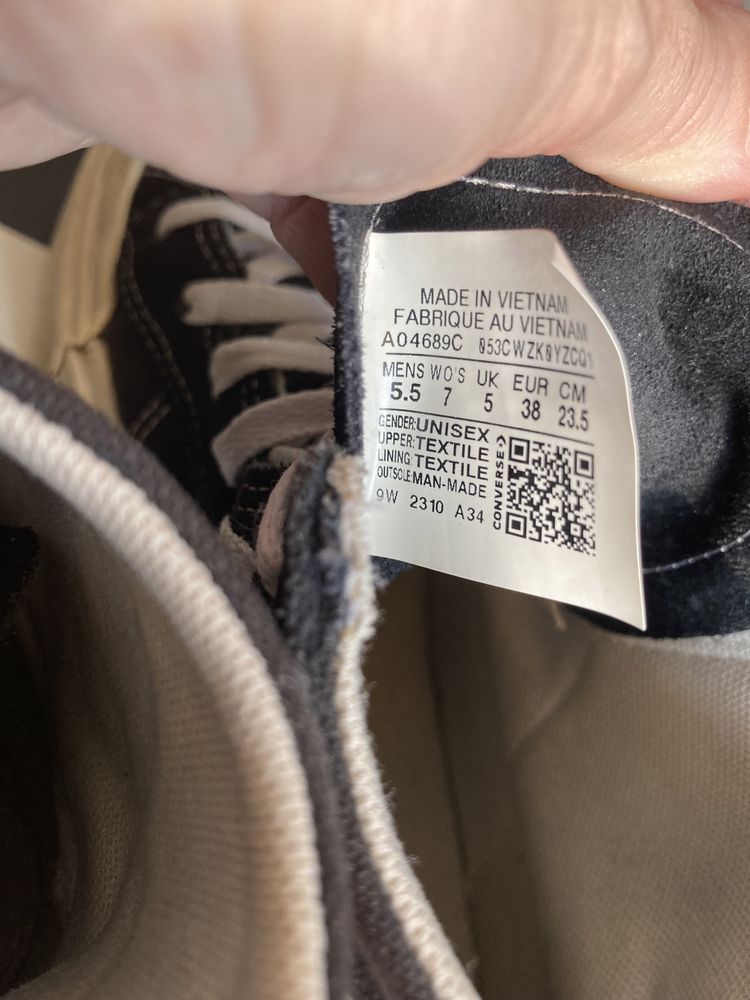 MADE IN VIETNAM
FABRIQUE AU VIETNAM
A04689C 053CWZK0YZCQ1
MENS WO'S UK EUR CM
5.5 7 5 38 23.5
GENDER:UNISEX
UPPER:TEXTILE
LINING:TEXTILE
OUTSOLE:MAN-MADE
9W 2310 A34
CONVERSE